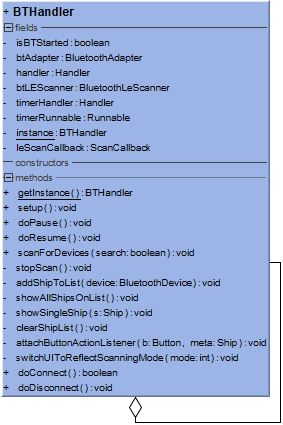 + BTHandler
fields
- isBTStarted : boolean
- btAdapter : BluetoothAdapter
- handler : Handler
- btLEScanner : BluetoothLeScanner
- timerHandler : Handler
- timerRunnable : Runnable
- instance : BTHandler
- leScanCallback : ScanCallback
constructors
methods
+ getInstance ( ) : BTHandler
+ setup ( ) : void
+ doPause ( ) : void
+ doResume ( ) : void
+ scanForDevices ( search: boolean) : void
- stopScan ( ) : void
- addShipToList ( device: BluetoothDevice) : void
- showAllShipsOnList ( ) : void
- showSingleShip ( s: Ship) : void
- clearShipList ( ) : void
- attachButtonActionListener ( b: Button, meta: Ship) : void
- switchUIToReflectScanningMode ( mode: int) : void
+ doConnect ( ) : boolean
+ doDisconnect ( ) : void